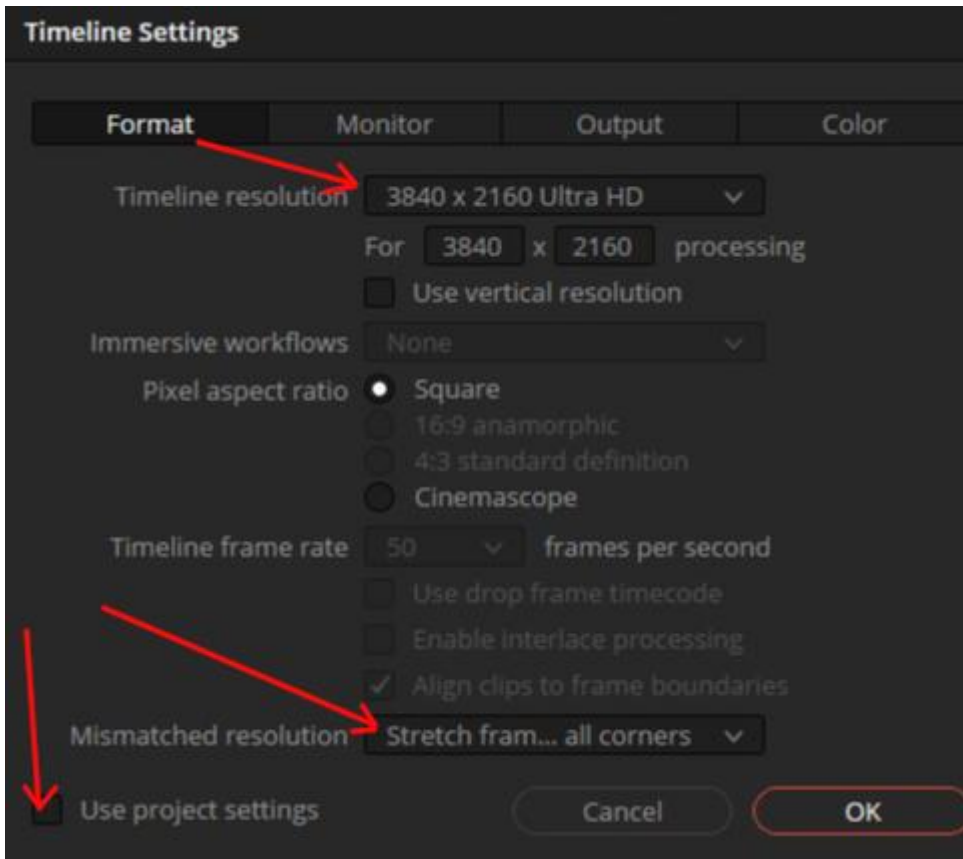 Timeline Settings
Format Monitor Output Color
Timeline resolution 3840 x 2160 Ultra HD
For 3840 x 2160 processing
Use vertical resolution
Immersive workflows None
Pixel aspect ratio Square
16:9 anamorphic
4:3 standard definition
Cinemascope
Timeline frame rate 50 frames per second
Use drop frame timecode
Enable interlace processing
Align clips to frame boundaries
Mismatched resolution Stretch fram... all corners
Use project settings Cancel OK